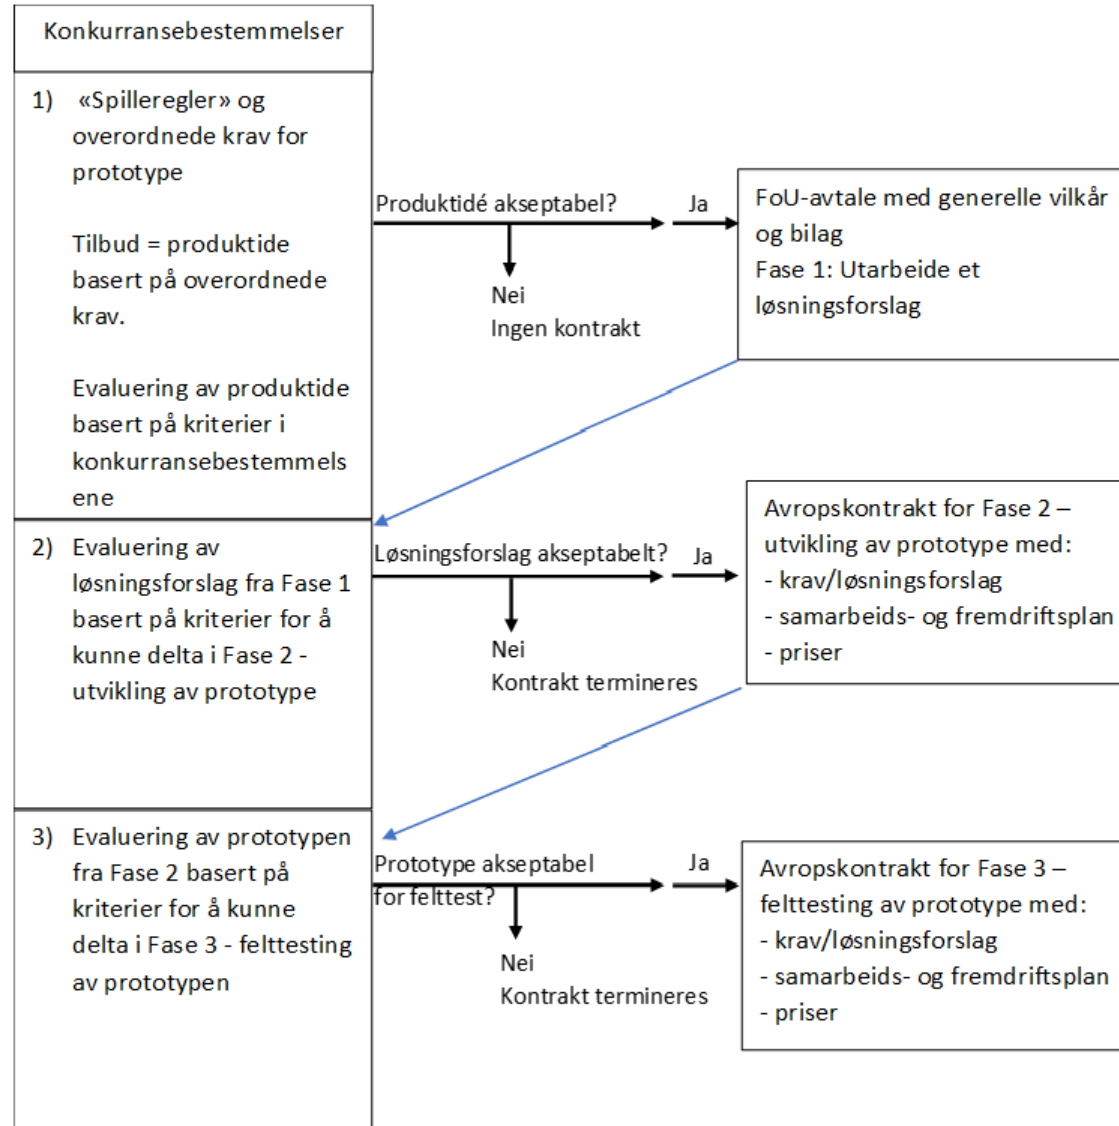 Konkurransebestemmelser
1) «Spilleregler» og
overordnede krav for
prototype
Tilbud = produktide
basert på overordnede
krav.
Evaluering av produktide
basert på kriterier i
konkurransebestemmels
ene
Produktidé akseptabel?
Ja
Nei
Ingen kontrakt
FoU-avtale med generelle vilkår
og bilag
Fase 1: Utarbeide et
løsningsforslag
2) Evaluering av
løsningsforslag fra Fase 1
basert på kriterier for å
kunne delta i Fase 2 -
utvikling av prototype
Løsningsforslag akseptabelt?
Ja
Nei
Kontrakt termineres
Avropskontrakt for Fase 2 –
utvikling av prototype med:
- krav/løsningsforslag
- samarbeids- og fremdriftsplan
- priser
3) Evaluering av prototypen
fra Fase 2 basert på
kriterier for å kunne
delta i Fase 3 - felttesting
av prototypen
Prototype akseptabel
for felttest?
Ja
Nei
Kontrakt termineres
Avropskontrakt for Fase 3 –
felttesting av prototype med:
- krav/løsningsforslag
- samarbeids- og fremdriftsplan
- priser